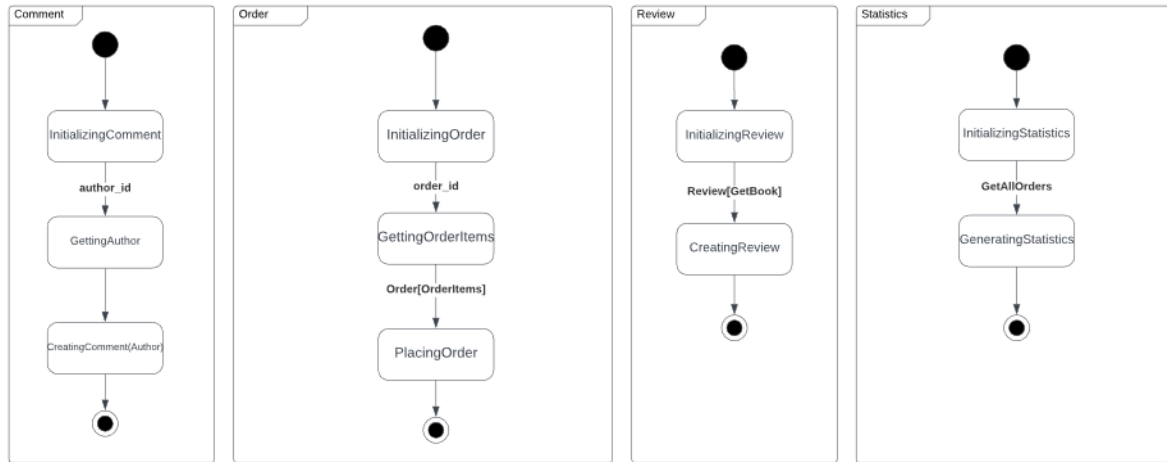 Comment
InitializingComment
author_id
GettingAuthor
CreatingComment(Author)
Order
InitializingOrder
order_id
GettingOrderItems
Order[OrderItems]
PlacingOrder
Review
InitializingReview
Review[GetBook]
CreatingReview
Statistics
InitializingStatistics
GetAllOrders
GeneratingStatistics